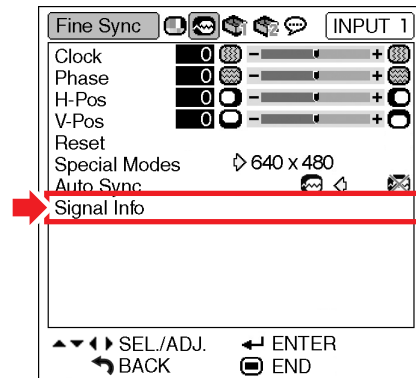 Fine Sync INPUT 1
Clock 0 - +
Phase 0 - +
H-Pos 0 - +
V-Pos 0 - +
Reset
Special Modes 640 x 480
Auto Sync
Signal Info
SEL./ADJ. ENTER
BACK END